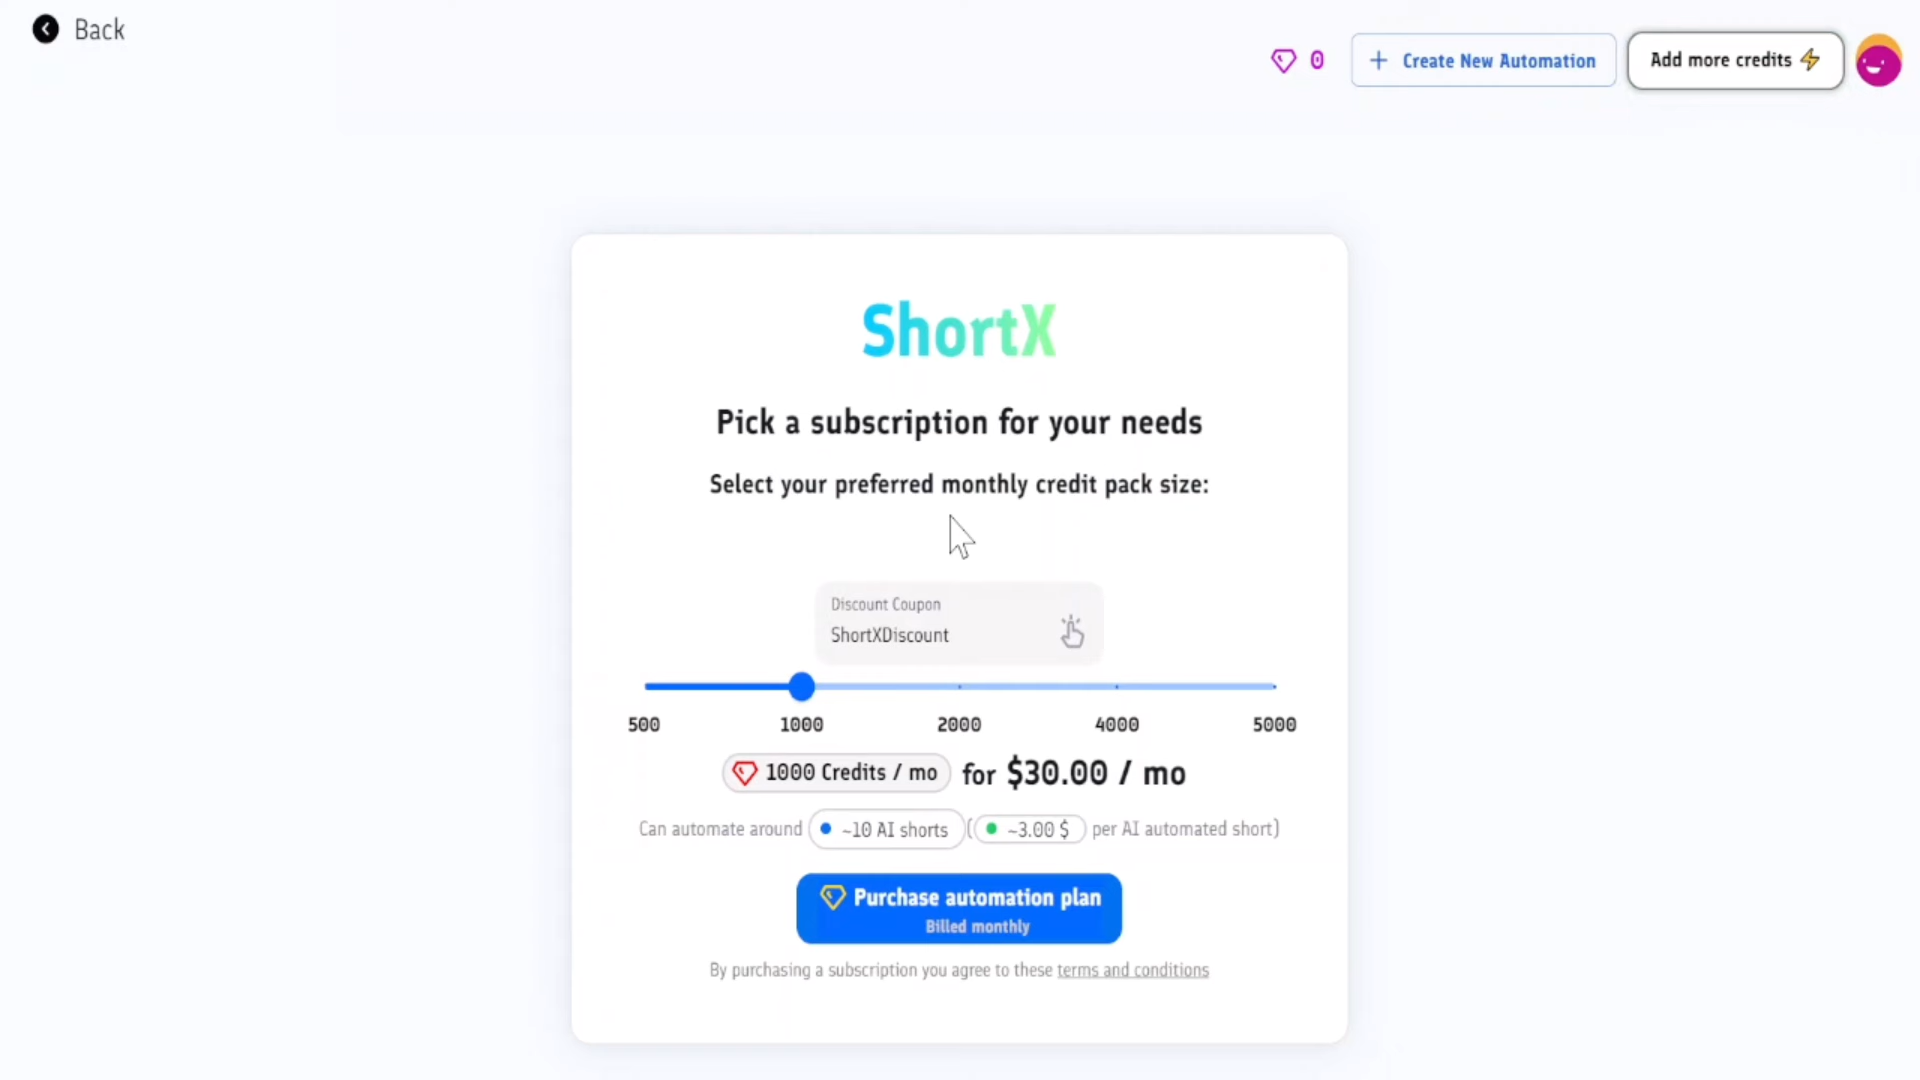 Back
0
+ Create New Automation
Add more credits
ShortX
Pick a subscription for your needs
Select your preferred monthly credit pack size:
Discount Coupon
ShortXDiscount
500 1000 2000 4000 5000
1000 Credits / mo for $30.00 / mo
Can automate around ~10 AI shorts (~3.00 $ per AI automated short)
Purchase automation plan
Billed monthly
By purchasing a subscription you agree to these terms and conditions